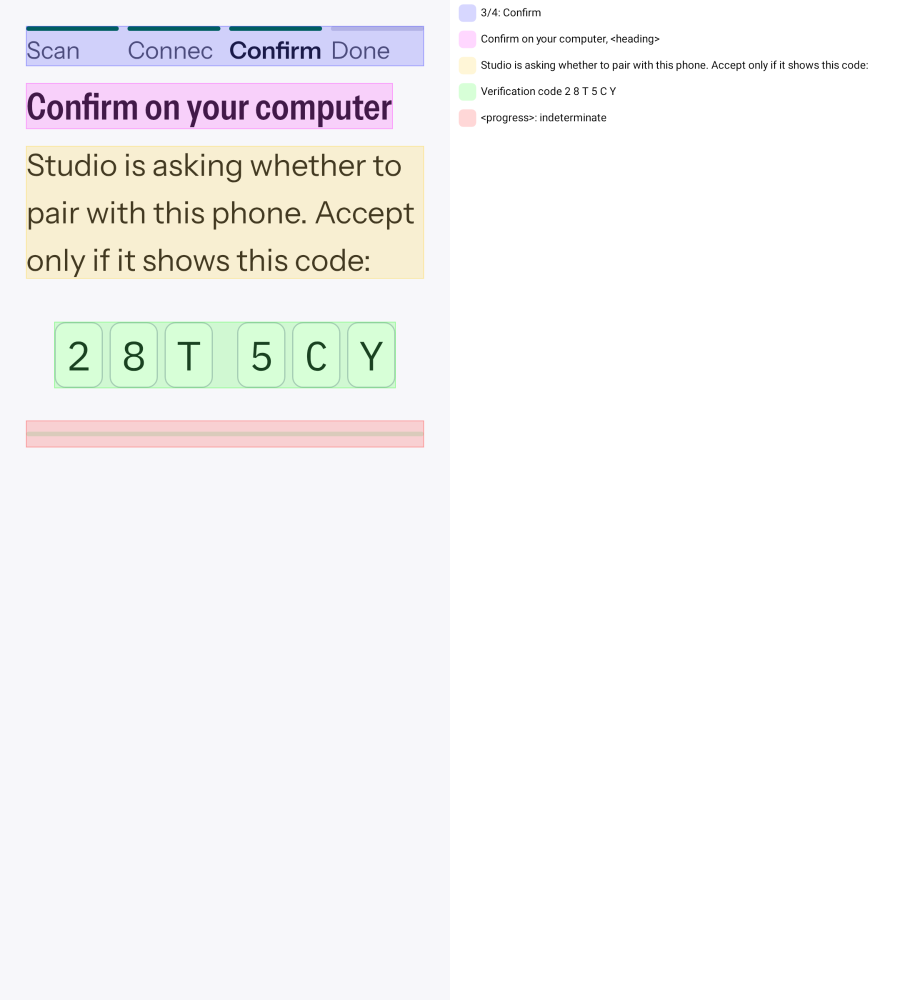 Scan Connec Confirm Done
Confirm on your computer
Studio is asking whether to
pair with this phone. Accept
only if it shows this code:
2 8 T 5 C Y
3/4: Confirm
Confirm on your computer, <heading>
Studio is asking whether to pair with this phone. Accept only if it shows this code:
Verification code 2 8 T 5 C Y
<progress>: indeterminate